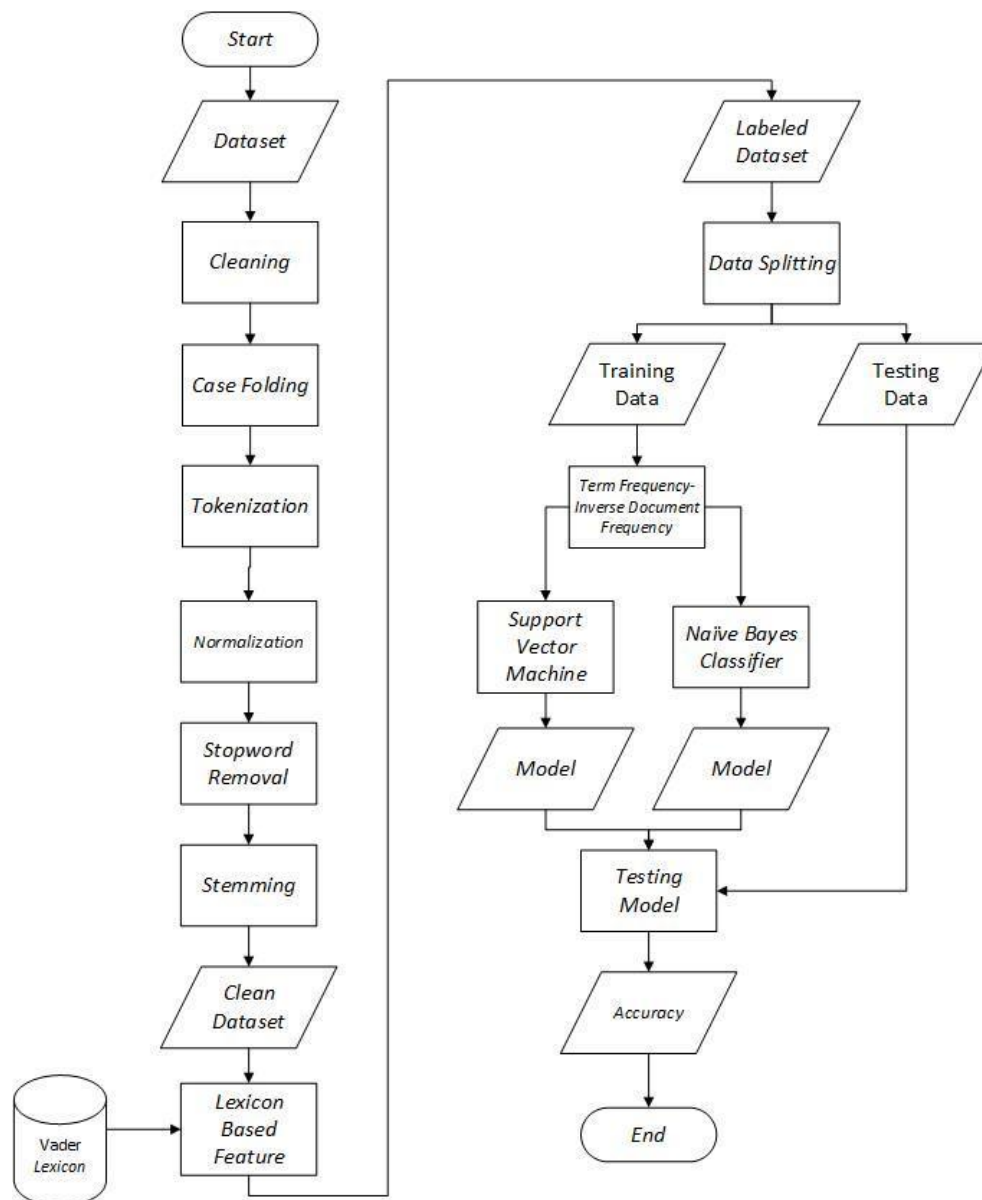 Start
Dataset
Cleaning
Case Folding
Tokenization
Normalization
Stopword
Removal
Stemming
Clean
Dataset
Vader
Lexicon
Lexicon
Based
Feature
Labeled
Dataset
Data Splitting
Training
Data
Testing
Data
Term Frequency-
Inverse Document
Frequency
Support
Vector
Machine
Naïve Bayes
Classifier
Model
Model
Testing
Model
Accuracy
End